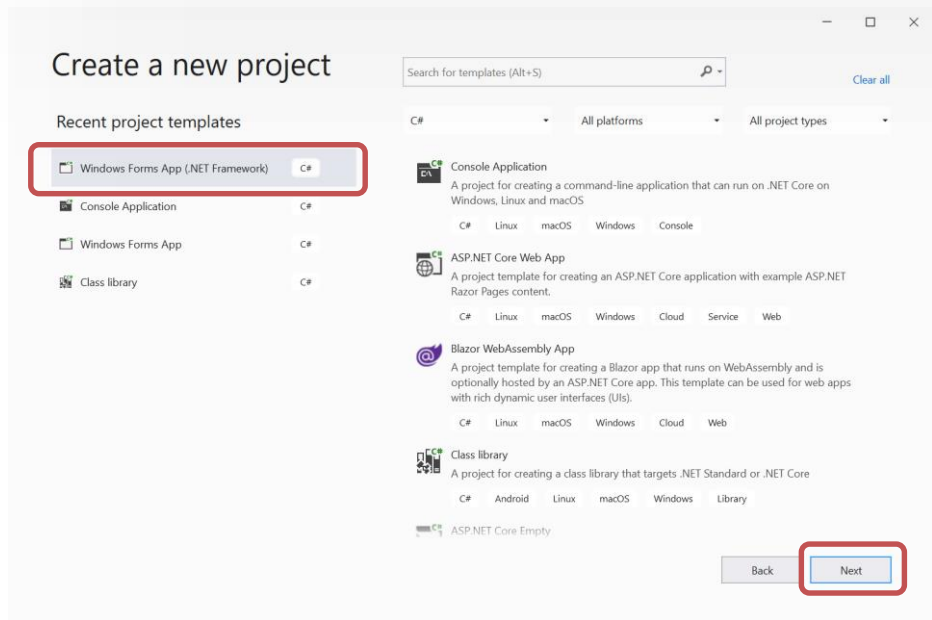 Create a new project
Search for templates (Alt+S)
Clear all
Recent project templates
C# All platforms All project types
Windows Forms App (.NET Framework) C#
Console Application C#
Windows Forms App C#
Class library C#
Console Application
A project for creating a command-line application that can run on .NET Core on
Windows, Linux and macOS
C# Linux macOS Windows Console
ASP.NET Core Web App
A project template for creating an ASP.NET Core application with example ASP.NET
Razor Pages content.
C# Linux macOS Windows Cloud Service Web
Blazor WebAssembly App
A project template for creating a Blazor app that runs on WebAssembly and is
optionally hosted by an ASP.NET Core app. This template can be used for web apps
with rich dynamic user interfaces (UIs).
C# Linux macOS Windows Cloud Web
Class library
A project for creating a class library that targets .NET Standard or .NET Core
C# Android Linux macOS Windows Library
ASP.NET Core Empty
Back Next